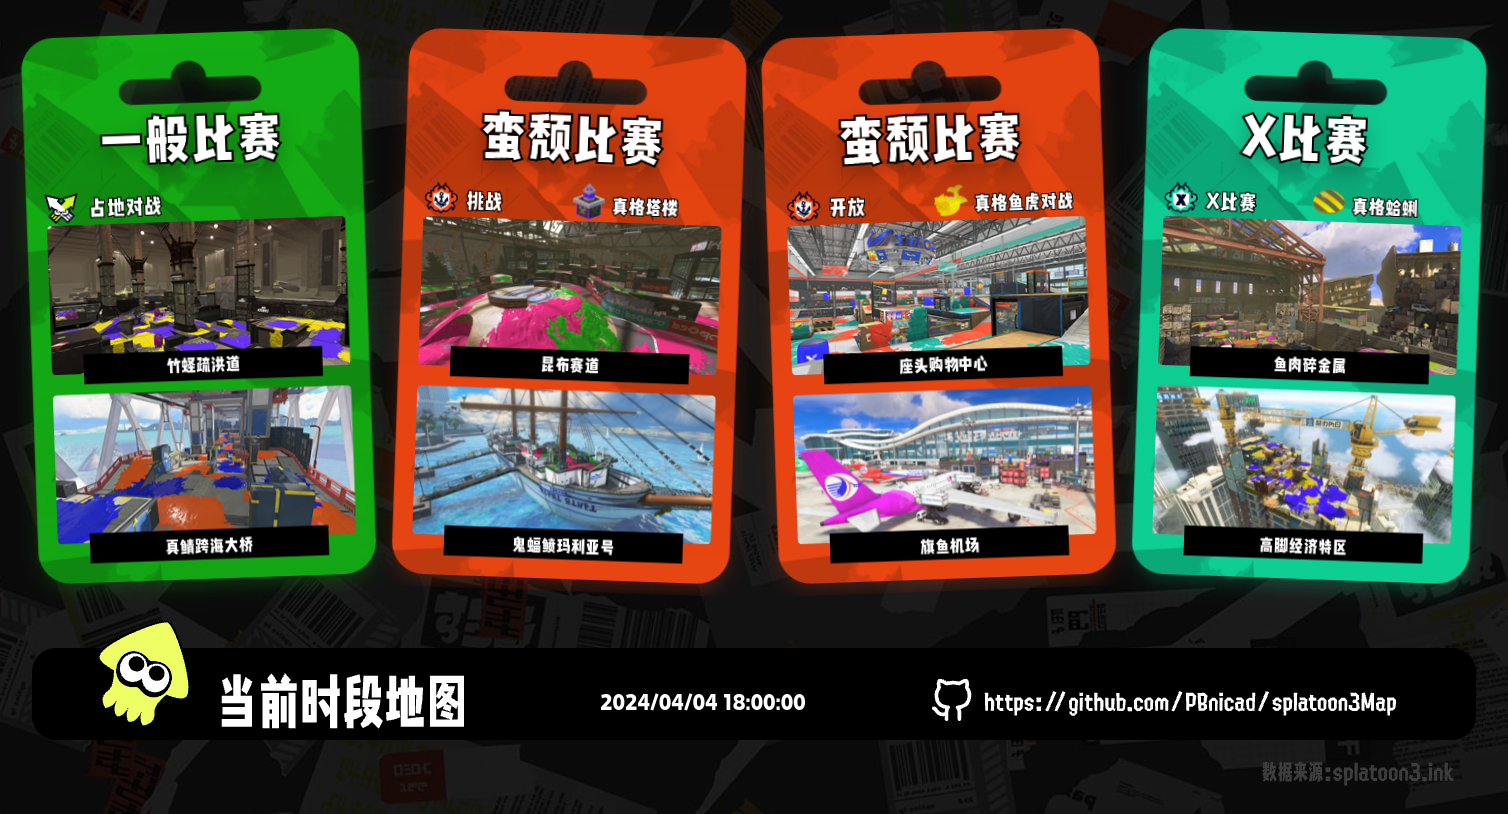 一般比赛
占地对战
竹蛏疏洪道
真鲭跨海大桥
蛮颓比赛
挑战
真格塔楼
昆布赛道
鬼蝠鲼玛利亚号
蛮颓比赛
开放
真格鱼虎对战
座头购物中心
旗鱼机场
X比赛
X比赛
真格蛤蜊
鱼肉碎金属
高脚经济特区
当前时段地图
2024/04/04 18:00:00
https://github.com/PBnicad/splatoon3Map
数据来源:splatoon3.ink